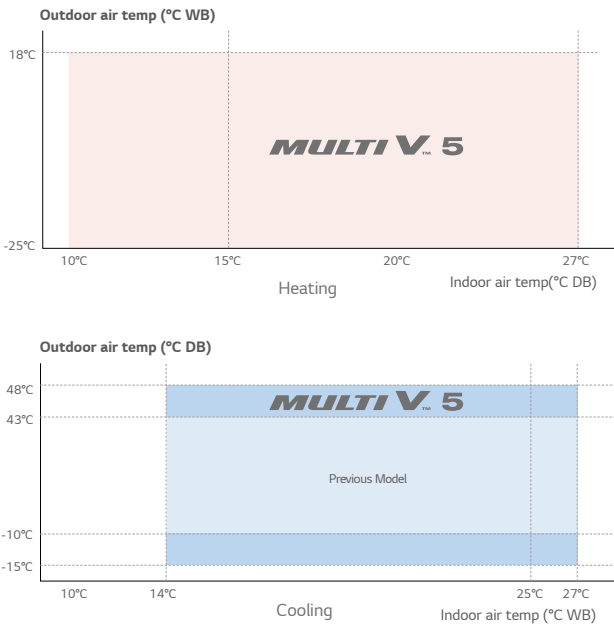 Outdoor air temp (°C WB)
18°C
MULTI V™ 5
-25°C
10°C 15°C 20°C 27°C
Heating
Indoor air temp(°C DB)
Outdoor air temp (°C DB)
48°C
MULTI V™ 5
43°C
Previous Model
-10°C
-15°C
10°C 14°C 25°C 27°C
Cooling
Indoor air temp (°C WB)